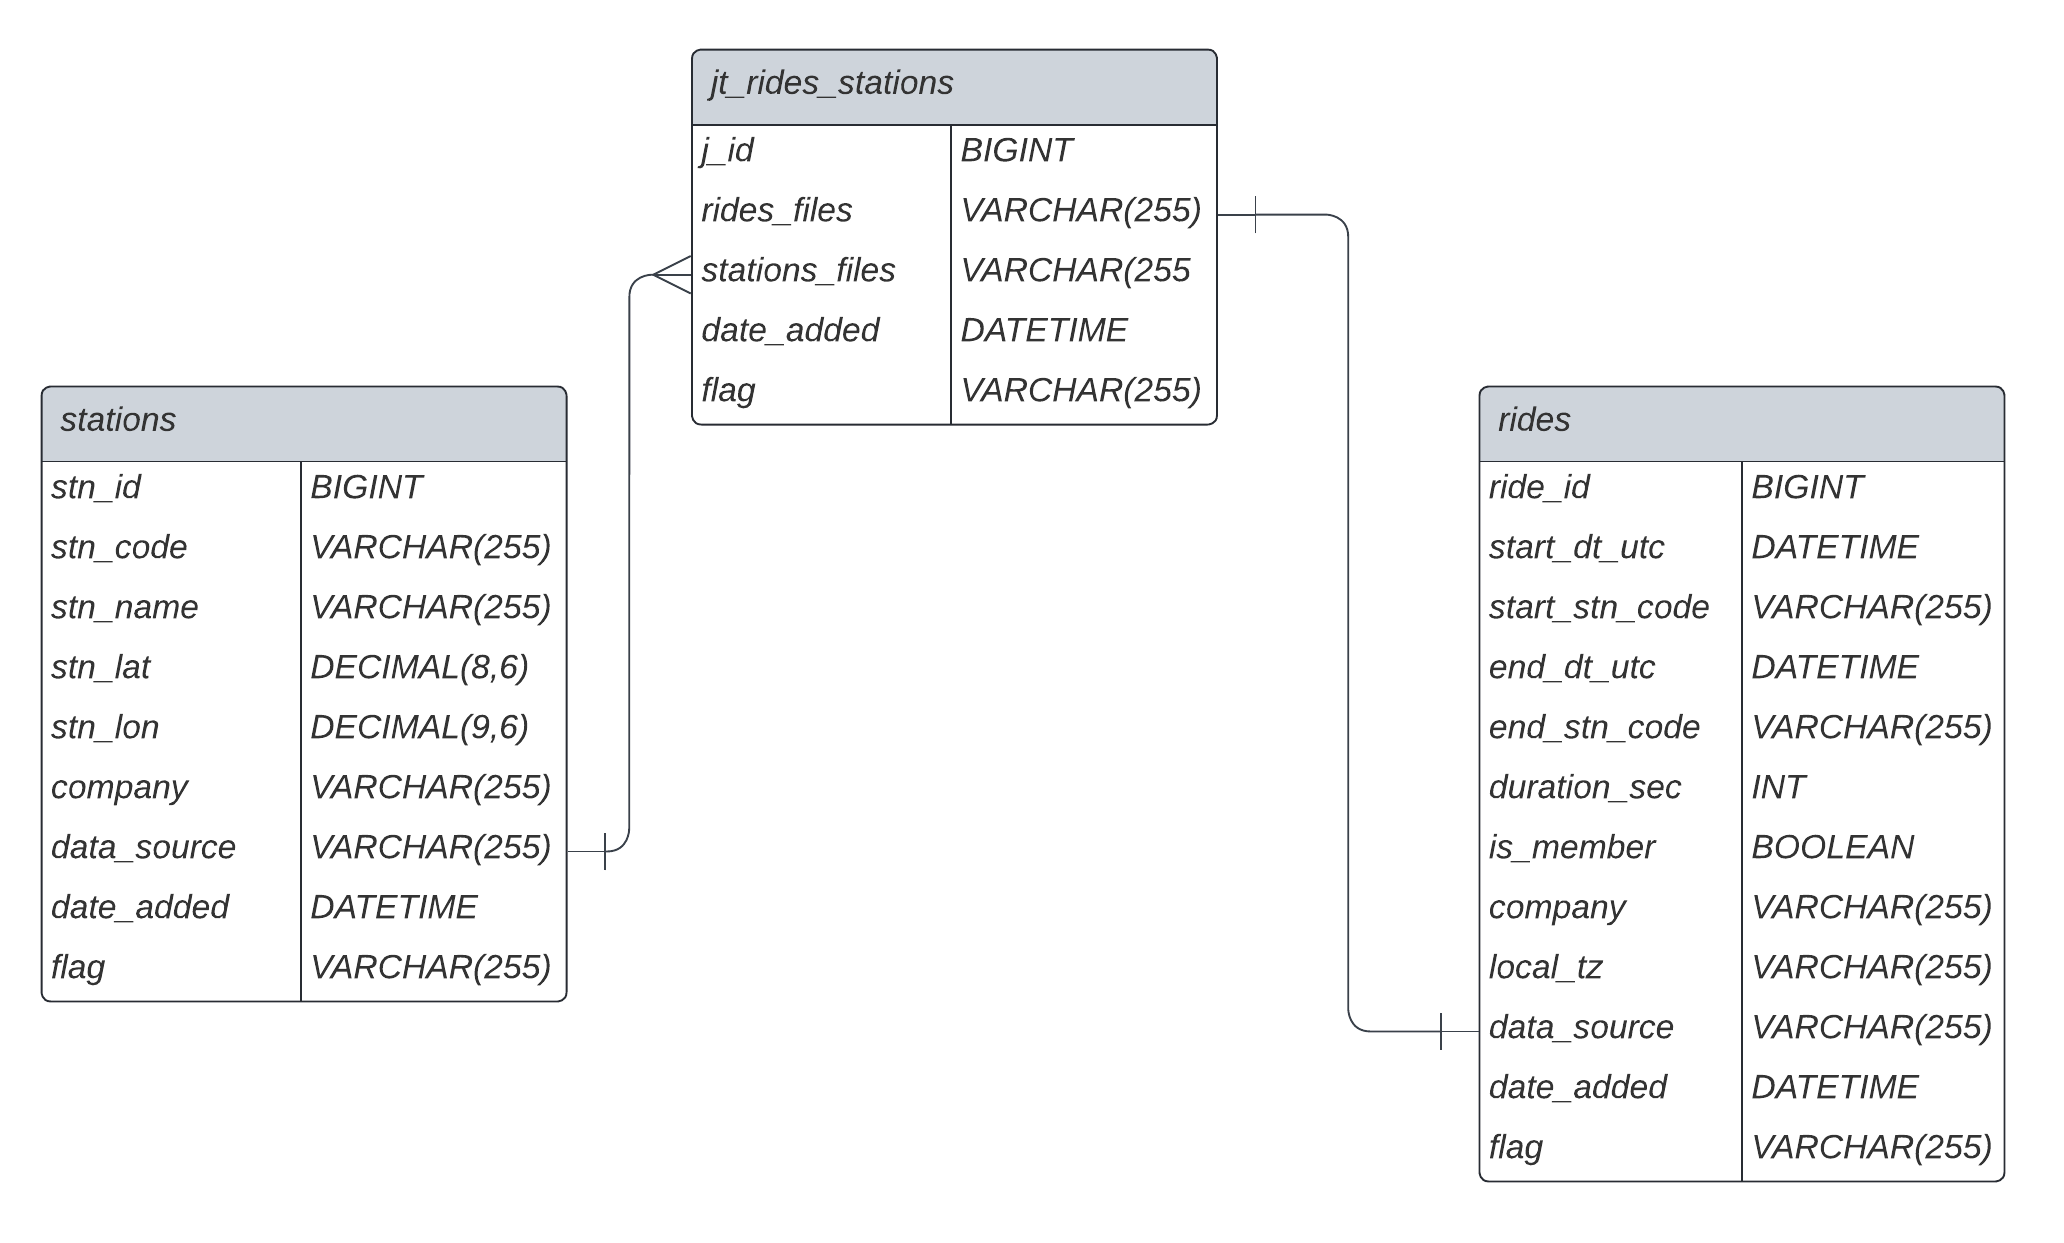 jt_rides_stations
j_id BIGINT
rides_files VARCHAR(255)
stations_files VARCHAR(255
date_added DATETIME
flag VARCHAR(255)
stations
stn_id BIGINT
stn_code VARCHAR(255)
stn_name VARCHAR(255)
stn_lat DECIMAL(8,6)
stn_lon DECIMAL(9,6)
company VARCHAR(255)
data_source VARCHAR(255)
date_added DATETIME
flag VARCHAR(255)
rides
ride_id BIGINT
start_dt_utc DATETIME
start_stn_code VARCHAR(255)
end_dt_utc DATETIME
end_stn_code VARCHAR(255)
duration_sec INT
is_member BOOLEAN
company VARCHAR(255)
local_tz VARCHAR(255)
data_source VARCHAR(255)
date_added DATETIME
flag VARCHAR(255)